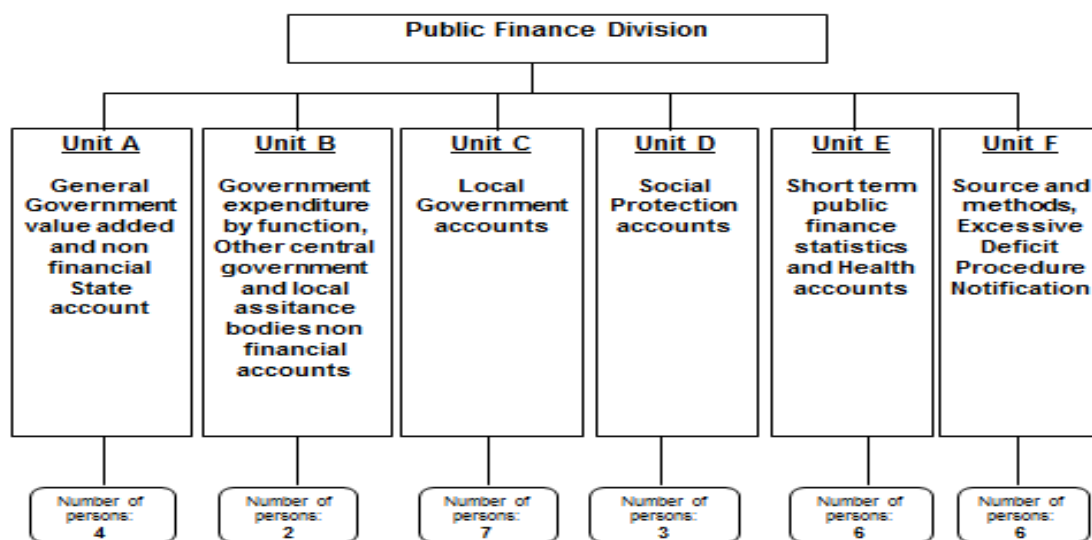 Public Finance Division
Unit A
General
Government
value added
and non
financial
State
account
Unit B
Government
expenditure
by function,
Other central
government
and local
assitance
bodies non
financial
accounts
Unit C
Local
Government
accounts
Unit D
Social
Protection
accounts
Unit E
Short term
public
finance
statistics
and Health
accounts
Unit F
Source and
methods,
Excessive
Deficit
Procedure
Notification
Number of
persons:
4
Number of
persons:
2
Number of
persons:
7
Number of
persons:
3
Number of
persons:
6
Number of
persons:
6